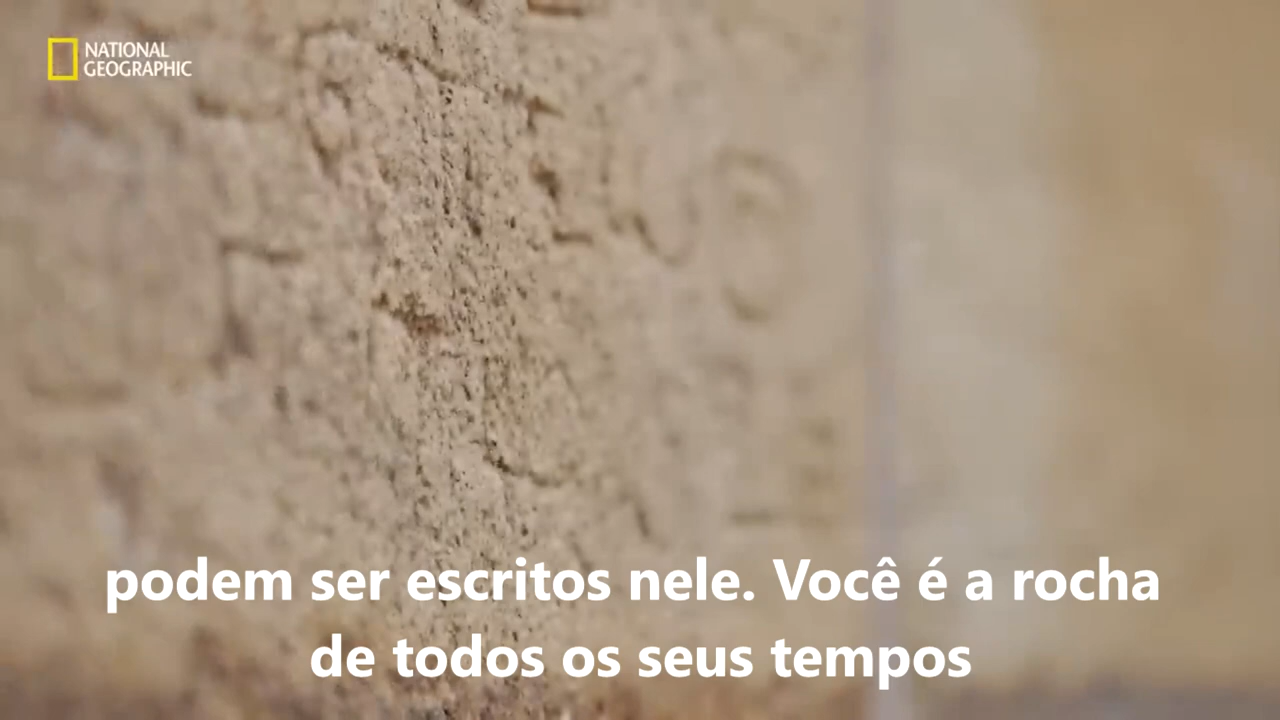 NATIONAL
GEOGRAPHIC
podem ser escritos nele. Você é a rocha
de todos os seus tempos